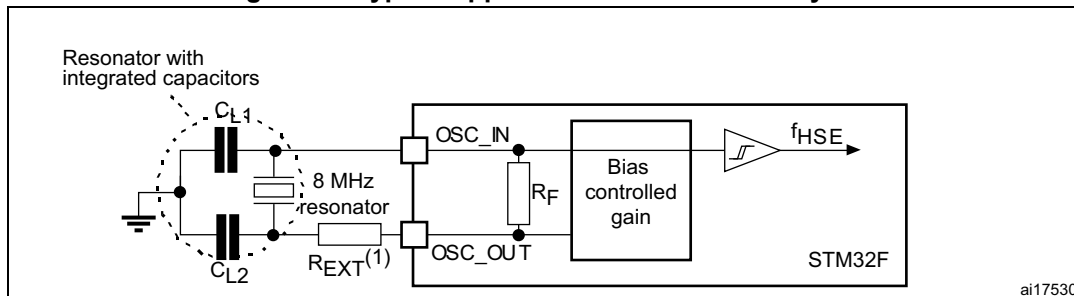 Resonator with
integrated capacitors
CL1
OSC_IN
fHSE
8 MHz
resonator
RF
Bias
controlled
gain
REXT(1)
OSC_OUT
STM32F
CL2
ai17530